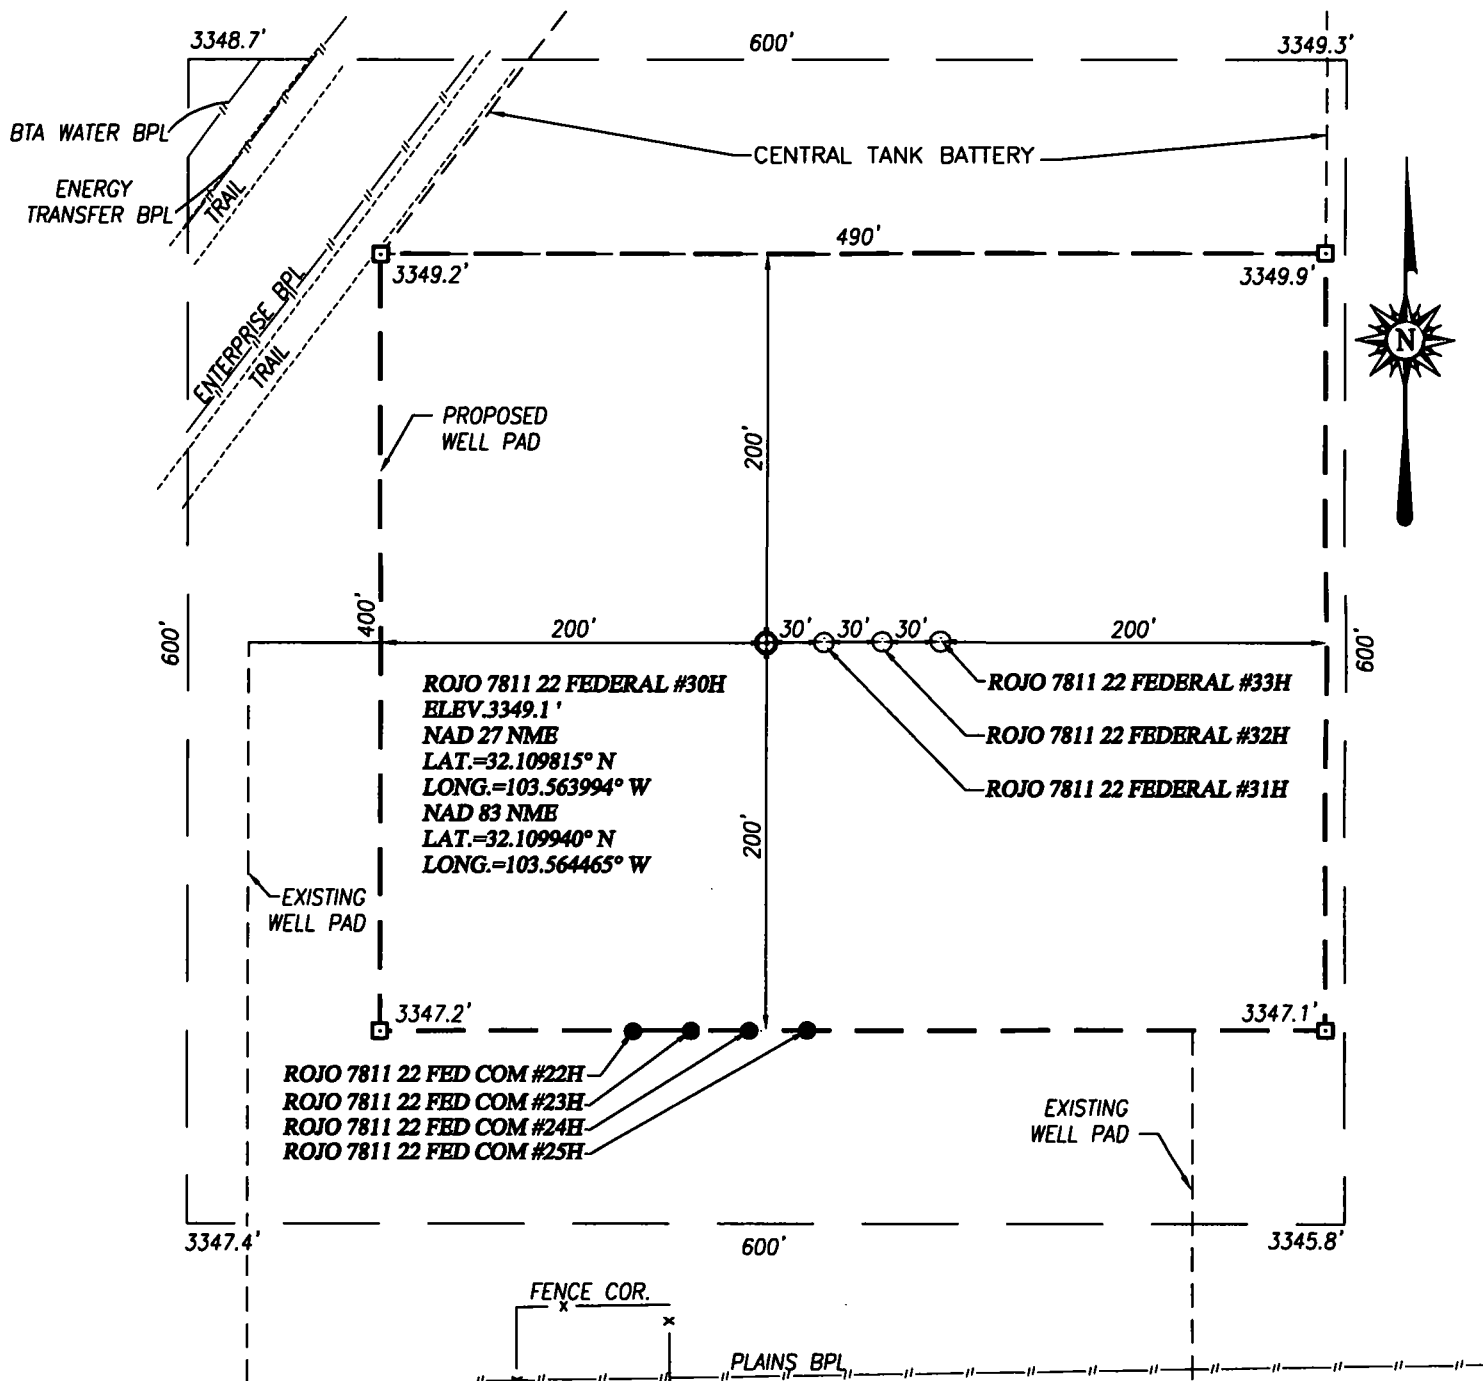 3348.7'
600'
3349.3'
BTA WATER BPL
CENTRAL TANK BATTERY
ENERGY
TRANSFER BPL
TRAIL
490'
3349.2'
3349.9'
ENTERPRISE BPL
TRAIL
N
PROPOSED
WELL PAD
200'
600'
400'
200'
30'
30'
30'
200'
600'
ROJO 7811 22 FEDERAL #30H
ELEV.3349.1 '
NAD 27 NME
LAT.=32.109815° N
LONG.=103.563994° W
NAD 83 NME
LAT.=32.109940° N
LONG.=103.564465° W
ROJO 7811 22 FEDERAL #33H
ROJO 7811 22 FEDERAL #32H
ROJO 7811 22 FEDERAL #31H
200'
EXISTING
WELL PAD
3347.2'
3347.1'
ROJO 7811 22 FED COM #22H
ROJO 7811 22 FED COM #23H
ROJO 7811 22 FED COM #24H
ROJO 7811 22 FED COM #25H
EXISTING
WELL PAD
3347.4'
600'
3345.8'
FENCE COR.
PLAINS BPL